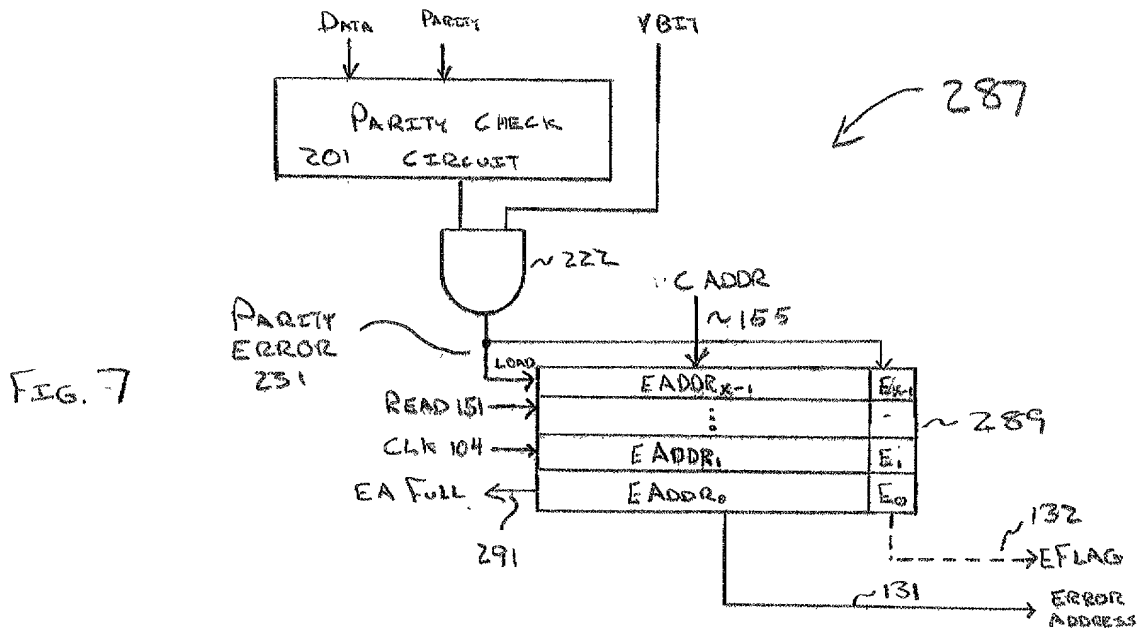 DATA PARITY VBIT
287
PARITY CHECK
201 CIRCUIT
~222
C ADDR
~155
PARITY
ERROR
231
LOAD
FIG. 7
EADDRx-1 Ex-1
READ 151
~289
CLK 104
EADDR1 E1
EA FULL
EADDR0 E0
291
132
EFLAG
~131
ERROR
ADDRESS